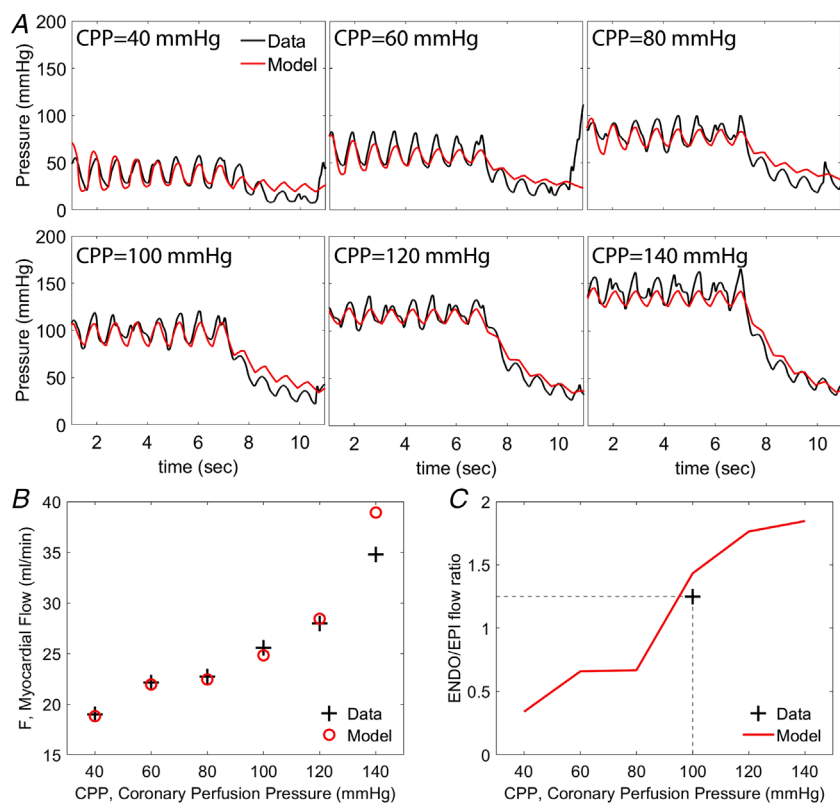 A
CPP=40 mmHg
CPP=60 mmHg
CPP=80 mmHg
Data
Model
Pressure (mmHg)
200
150
100
50
0
CPP=100 mmHg
CPP=120 mmHg
CPP=140 mmHg
Pressure (mmHg)
200
150
100
50
0
2 4 6 8 10
2 4 6 8 10
2 4 6 8 10
time (sec)
time (sec)
time (sec)
B
F, Myocardial Flow (ml/min)
40
35
30
25
20
15
Data
Model
40 60 80 100 120 140
CPP, Coronary Perfusion Pressure (mmHg)
C
ENDO/EPI flow ratio
2
1.5
1
0.5
0
Data
Model
40 60 80 100 120 140
CPP, Coronary Perfusion Pressure (mmHg)